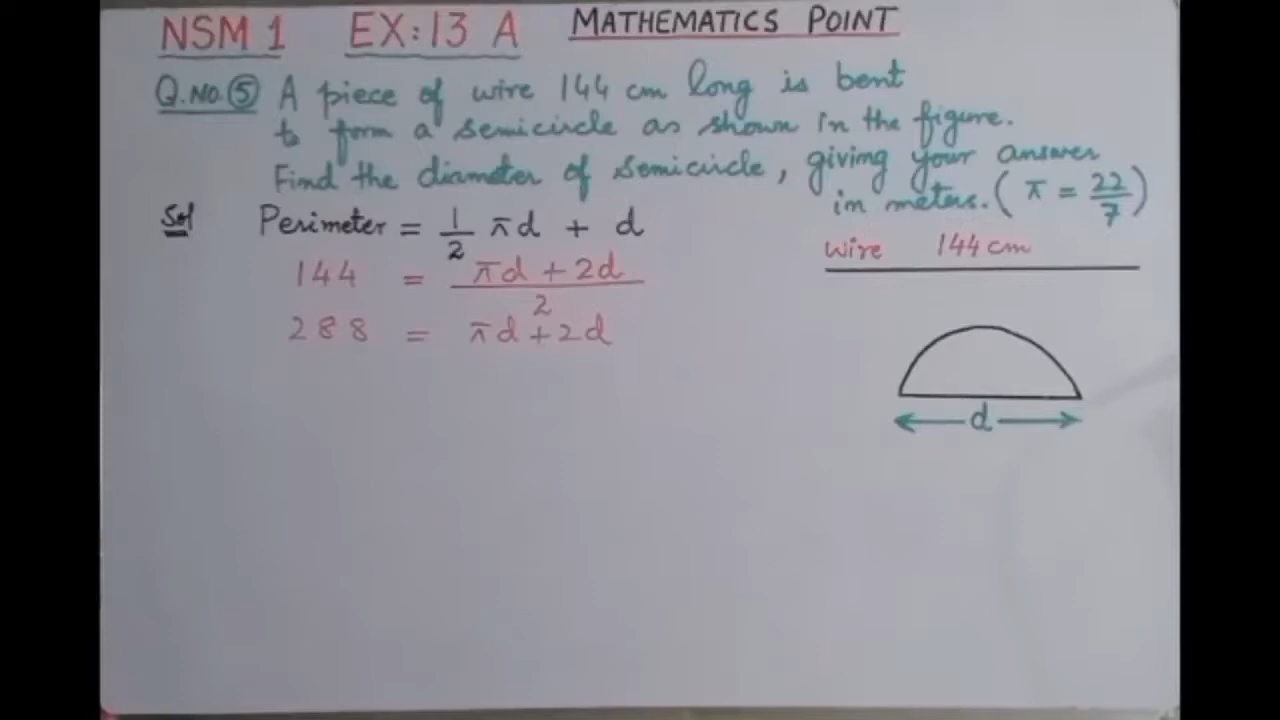 NSM 1 EX:13 A MATHEMATICS POINT
Q.NO.⑤ A piece of wire 144 cm long is bent
to form a semicircle as shown in the figure.
Find the diameter of semicircle, giving your answer
in meters. (π = 22/7)
Sol Perimeter = 1/2 πd + d
144 = πd + 2d / 2
288 = πd + 2d
wire 144 cm
d